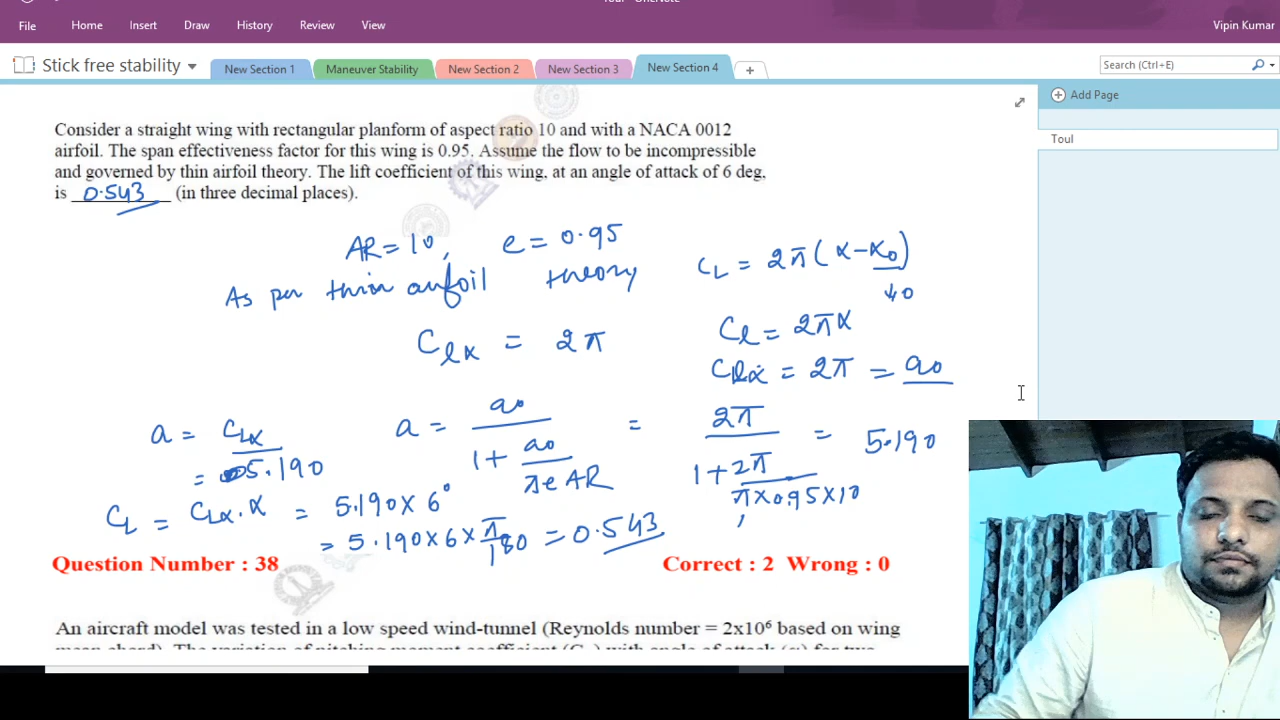 File Home Insert Draw History Review View Vipin Kumar
Stick free stability New Section 1 Maneuver Stability New Section 2 New Section 3 New Section 4 + Search (Ctrl+E)
Add Page
Toul
Consider a straight wing with rectangular planform of aspect ratio 10 and with a NACA 0012
airfoil. The span effectiveness factor for this wing is 0.95. Assume the flow to be incompressible
and governed by thin airfoil theory. The lift coefficient of this wing, at an angle of attack of 6 deg,
is 0.543 (in three decimal places).
AR = 10, e = 0.95
CL = 2π(α-α0)
↓0
As per thin airfoil theory
Clα = 2π
Cl = 2πα
Clα = 2π = a0
a = CLα
= 5.190
a = a0 / 1 + a0 / πeAR = 2π / 1 + 2π / π×0.95×10 = 5.190
CL = CLα.α = 5.190×6°
= 5.190×6×π/180 = 0.543
Question Number : 38 Correct : 2 Wrong : 0
An aircraft model was tested in a low speed wind-tunnel (Reynolds number = 2x10⁶ based on wing